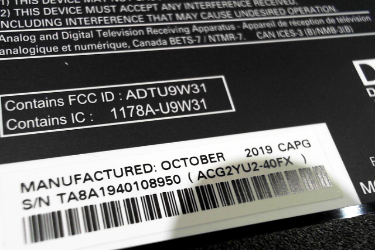 2) THIS DEVICE MUST ACCEPT ANY INTERFERENCE RECEIVED,
INCLUDING INTERFERENCE THAT MAY CAUSE UNDESIRED OPERATION.
Analog and Digital Television Receiving Apparatus - Appareil de réception de télévision
analogique et numérique, Canada BETS-7 / NTMR-7. CAN ICES-3 (B)/NMB-3(B)
Contains FCC ID : ADTU9W31
Contains IC : 1178A-U9W31
MANUFACTURED: OCTOBER 2019 CAPG
S/N TA8A1940108950 ( ACG2YU2-40FX )